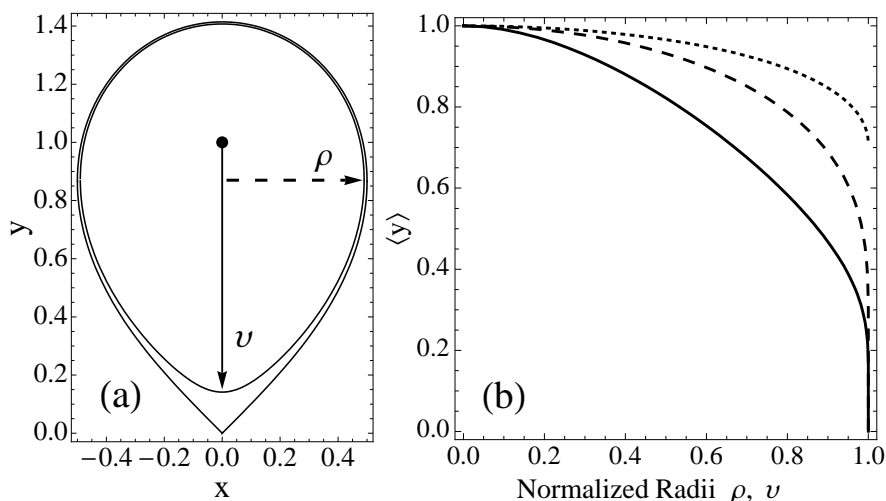 y
1.4
1.2
1.0
0.8
0.6
0.4
0.2
0.0
ρ
υ
(a)
−0.4 −0.2 0.0 0.2 0.4
x
⟨y⟩
1.0
0.8
0.6
0.4
0.2
0.0
(b)
0.0 0.2 0.4 0.6 0.8 1.0
Normalized Radii ρ, υ